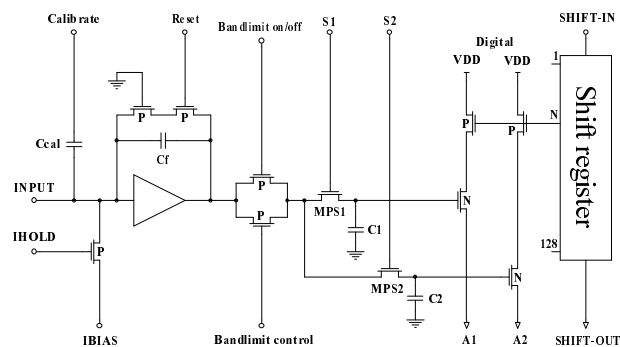 Calibrate
Reset
Bandlimit on/off
S1
S2
SHIFT-IN
Digital
VDD
VDD
1
P
P
P
P
N
Ccal
Cf
P
Shift register
INPUT
MPS1
N
P
C1
IHOLD
P
128
MPS2
N
C2
IBIAS
Bandlimit control
A1
A2
SHIFT-OUT